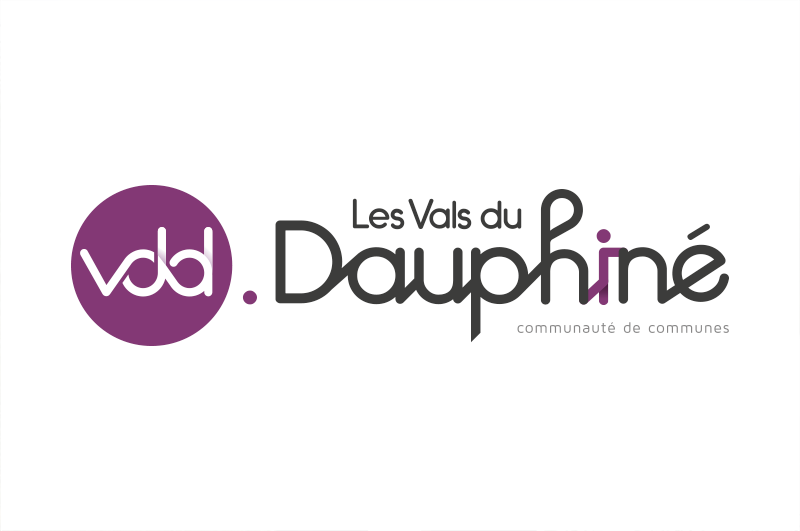 vdd
Les Vals du
.Dauphiné
communauté de communes